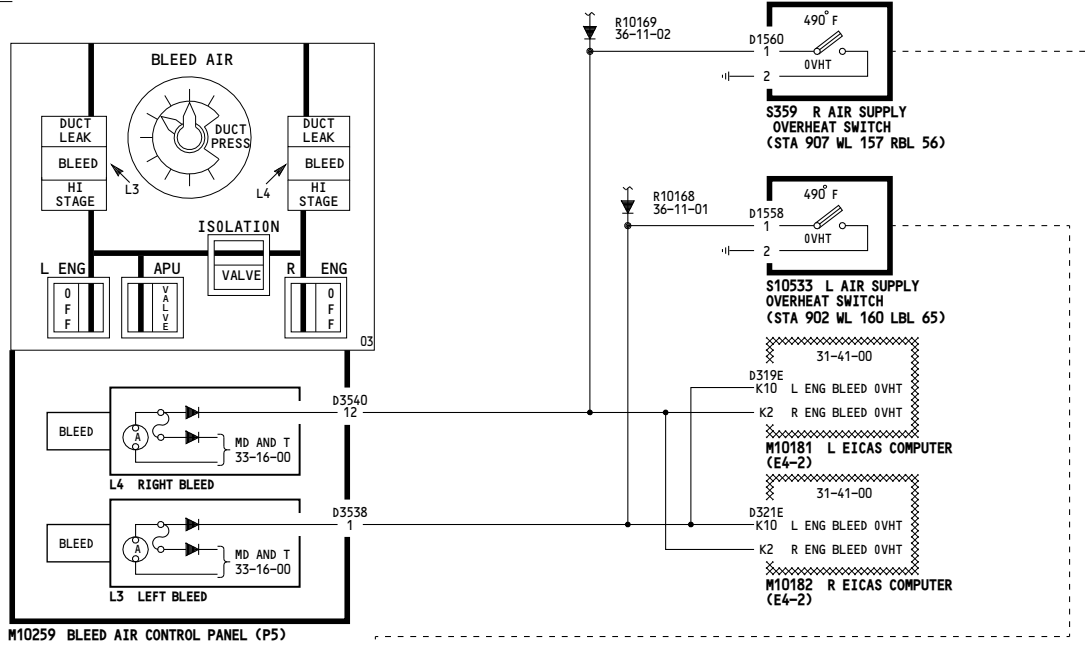 BLEED AIR
DUCT
PRESS
DUCT
LEAK
BLEED
HI
STAGE
L3
DUCT
LEAK
BLEED
HI
STAGE
L4
ISOLATION
VALVE
L ENG
OFF
APU
VALVE
R ENG
OFF
03
BLEED
A
MD AND T
33-16-00
L4 RIGHT BLEED
D3540
12
BLEED
A
MD AND T
33-16-00
L3 LEFT BLEED
D3538
1
M10259 BLEED AIR CONTROL PANEL (P5)
R10169
36-11-02
D1560
1
2
490°F
OVHT
S359 R AIR SUPPLY
OVERHEAT SWITCH
(STA 907 WL 157 RBL 56)
R10168
36-11-01
D1558
1
2
490°F
OVHT
S10533 L AIR SUPPLY
OVERHEAT SWITCH
(STA 902 WL 160 LBL 65)
31-41-00
D319E
K10 L ENG BLEED OVHT
K2 R ENG BLEED OVHT
M10181 L EICAS COMPUTER
(E4-2)
31-41-00
D321E
K10 L ENG BLEED OVHT
K2 R ENG BLEED OVHT
M10182 R EICAS COMPUTER
(E4-2)